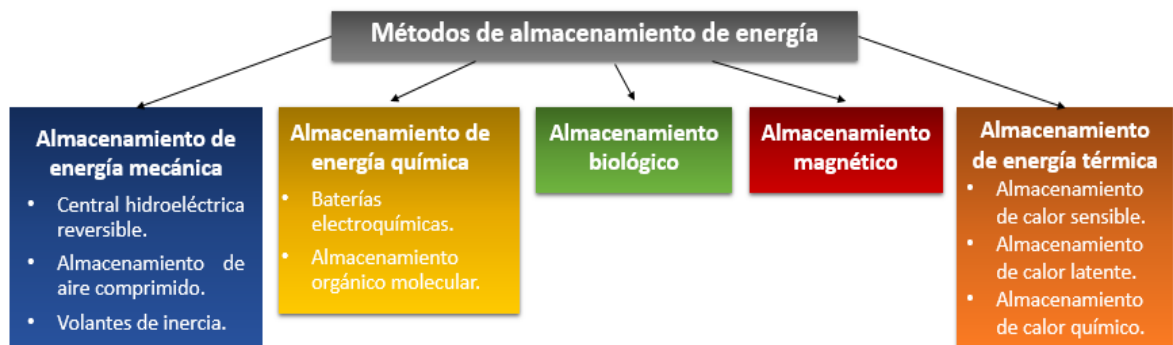 Métodos de almacenamiento de energía
Almacenamiento de
energía mecánica
• Central hidroeléctrica
reversible.
• Almacenamiento de
aire comprimido.
• Volantes de inercia.
Almacenamiento de
energía química
• Baterías
electroquímicas.
• Almacenamiento
orgánico molecular.
Almacenamiento
biológico
Almacenamiento
magnético
Almacenamiento
de energía térmica
• Almacenamiento
de calor sensible.
• Almacenamiento
de calor latente.
• Almacenamiento
de calor químico.